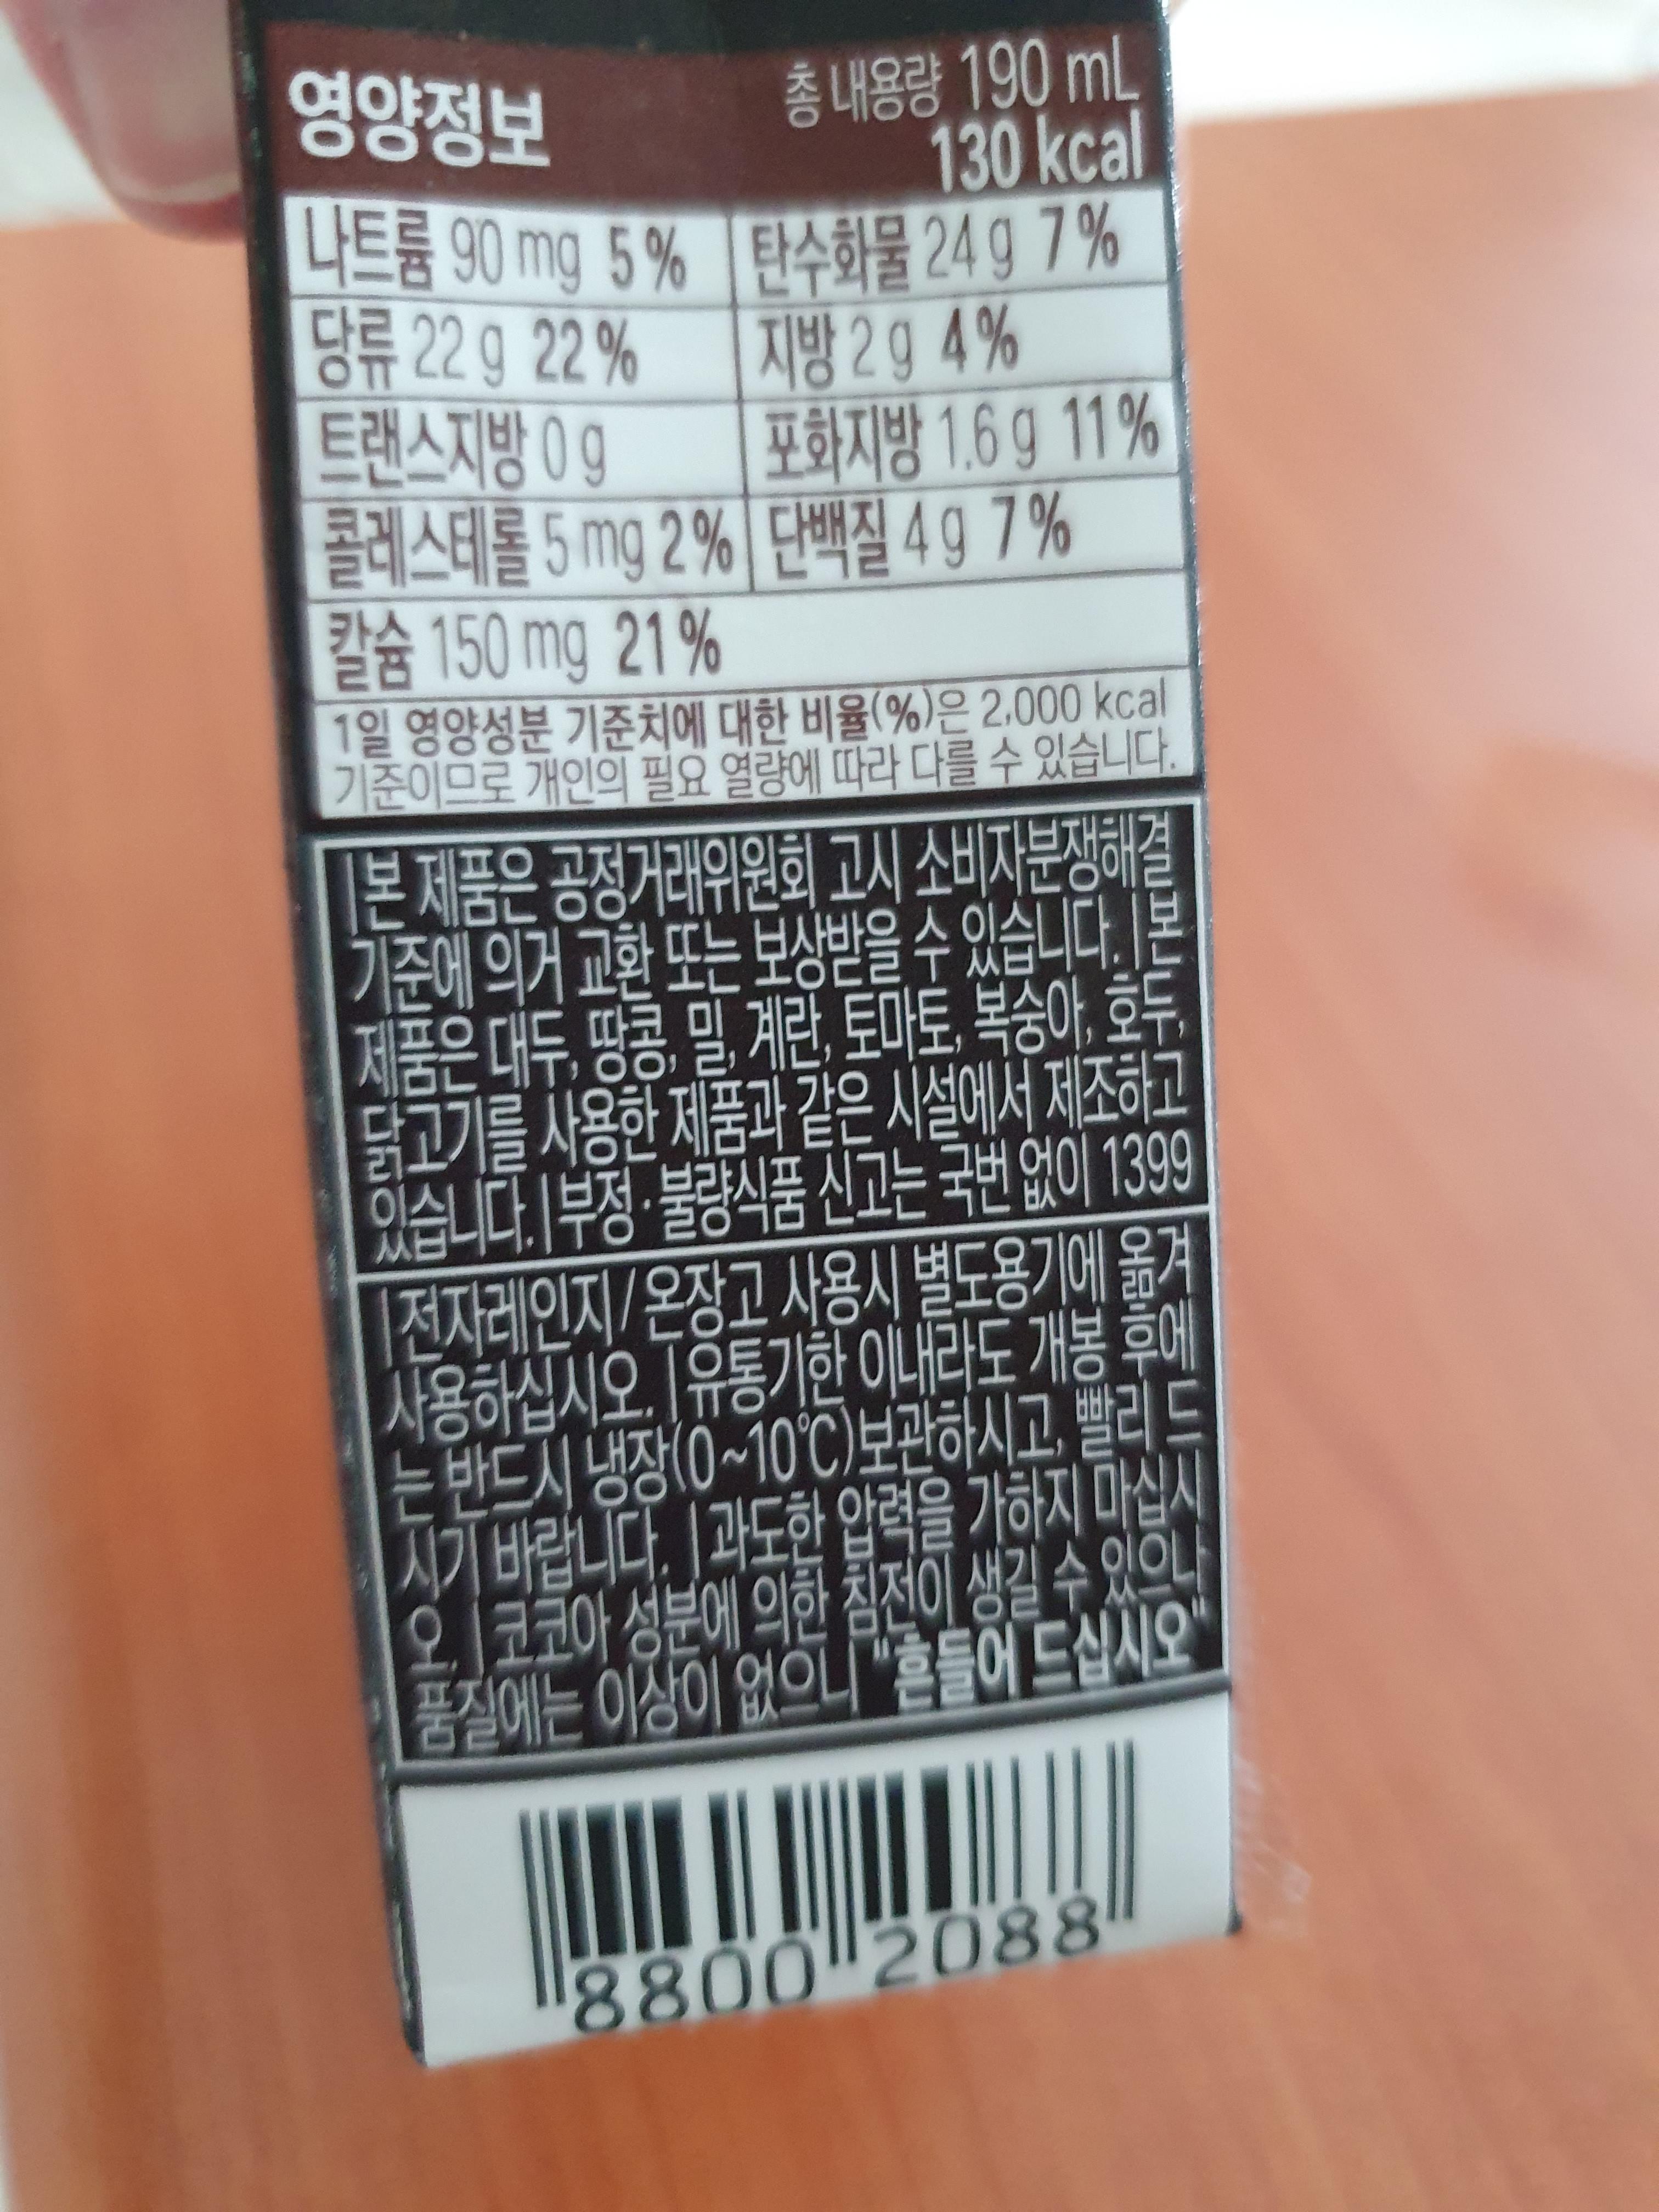 영양정보
총 내용량 190 mL
130 kcal
나트륨 90 mg 5% 탄수화물 24 g 7%
당류 22 g 22% 지방 2 g 4%
트랜스지방 0 g 포화지방 1.6 g 11%
콜레스테롤 5 mg 2% 단백질 4 g 7%
칼슘 150 mg 21%
1일 영양성분 기준치에 대한 비율(%)은 2,000 kcal
기준이므로 개인의 필요 열량에 따라 다를 수 있습니다.
| 본 제품은 공정거래위원회 고시 소비자분쟁해결
기준에 의거 교환 또는 보상받을 수 있습니다. | 본
제품은 대두, 땅콩, 밀, 계란, 토마토, 복숭아, 호두,
닭고기를 사용한 제품과 같은 시설에서 제조하고
있습니다. | 부정·불량식품 신고는 국번 없이 1399
| 전자레인지/온장고 사용시 별도용기에 옮겨
사용하십시오. | 유통기한 이내라도 개봉 후에
는 반드시 냉장(0~10℃)보관하시고, 빨리 드
시기 바랍니다. | 과도한 압력을 가하지 마십시
오. | 코코아 성분에 의한 침전이 생길 수 있으나
품질에는 이상이 없으니 "흔들어 드십시오"
8800 2088